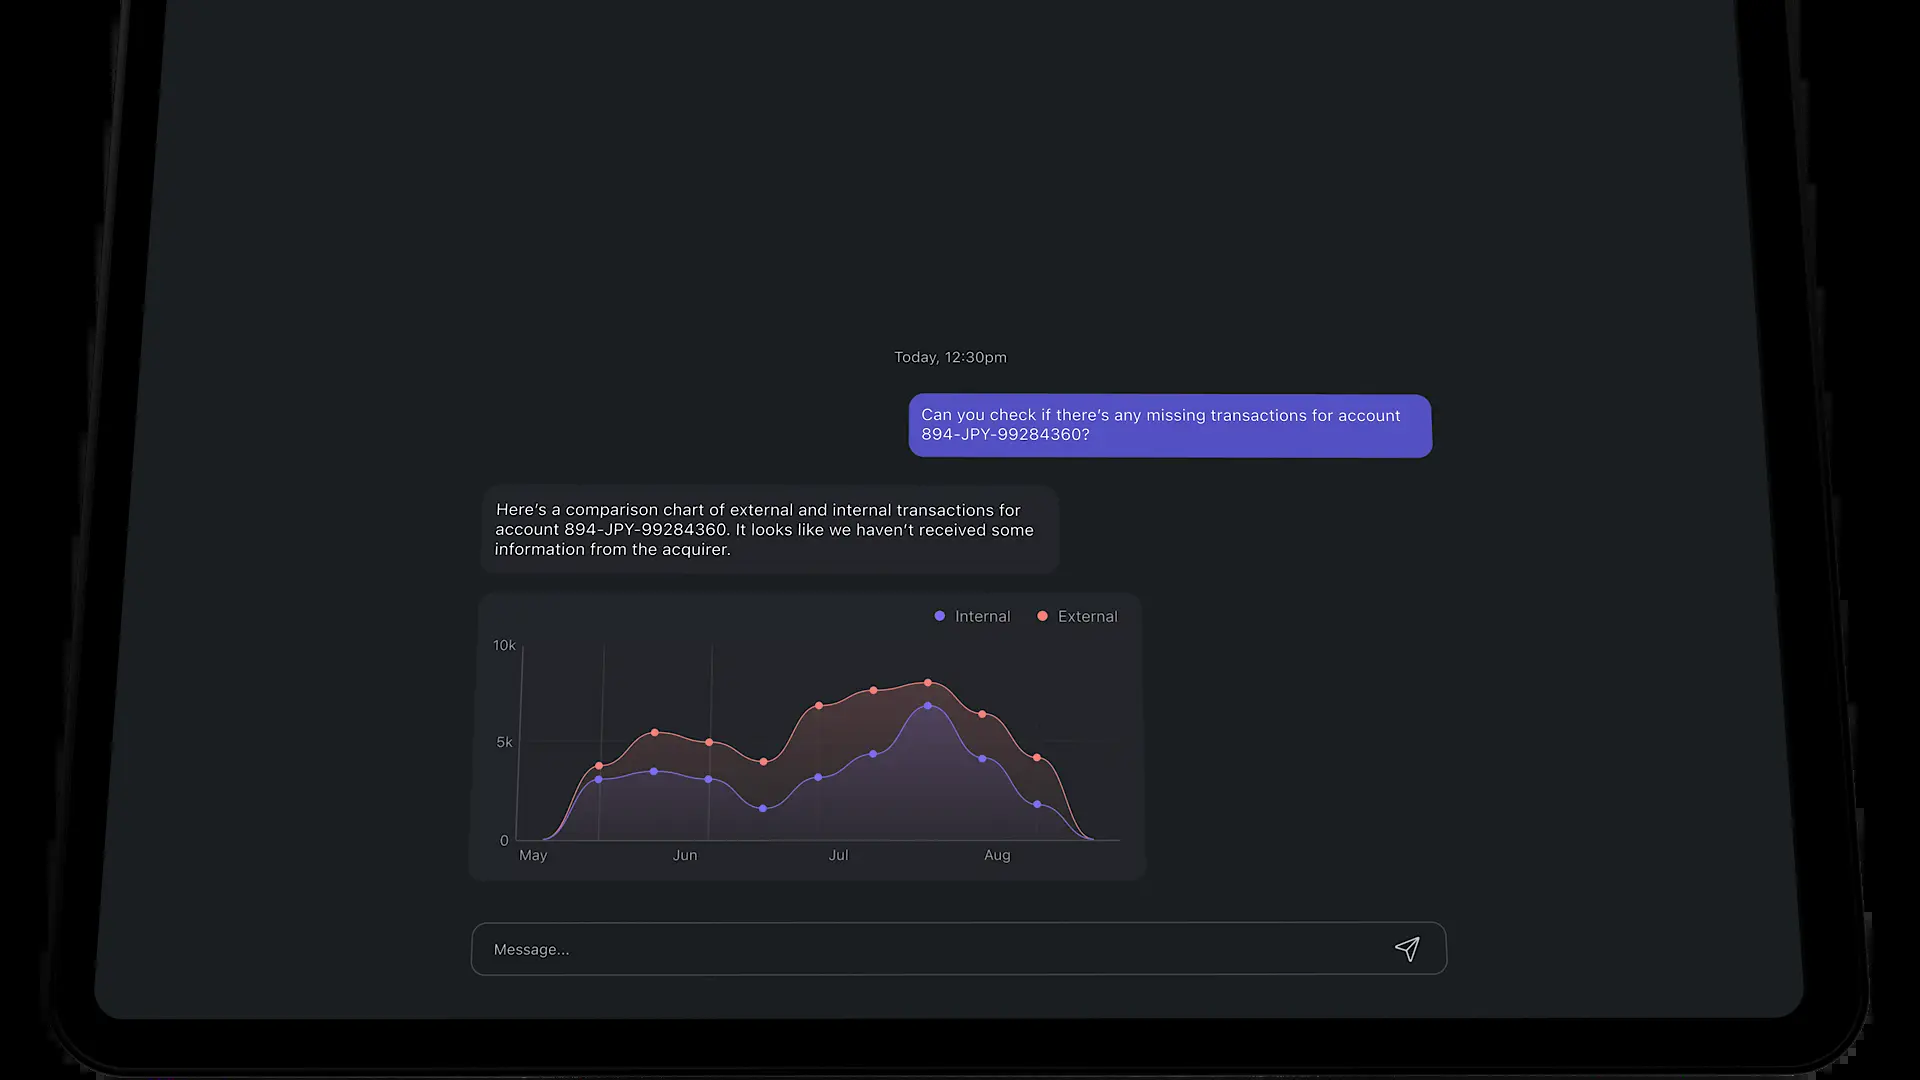 Today, 12:30pm
Can you check if there’s any missing transactions for account
894-JPY-99284360?
Here’s a comparison chart of external and internal transactions for
account 894-JPY-99284360. It looks like we haven’t received some
information from the acquirer.
Internal External
10k
5k
0
May Jun Jul Aug
Message...